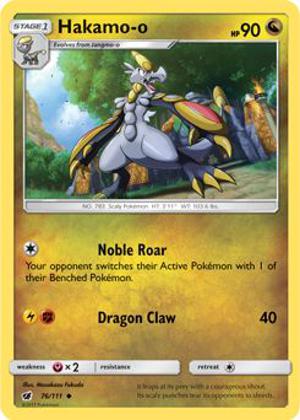 STAGE 1
Hakamo-o
HP 90
Evolves from Jangmo-o
NO. 783 Scaly Pokémon HT: 3'11" WT: 103.6 lbs.
Noble Roar
Your opponent switches their Active Pokémon with 1 of
their Benched Pokémon.
Dragon Claw 40
weakness ×2 resistance retreat
Illus. Masakazu Fukuda
76/111
It leaps at its prey with a courageous shout. Its
scaly punches tear its opponents to shreds.
©2017 Pokémon